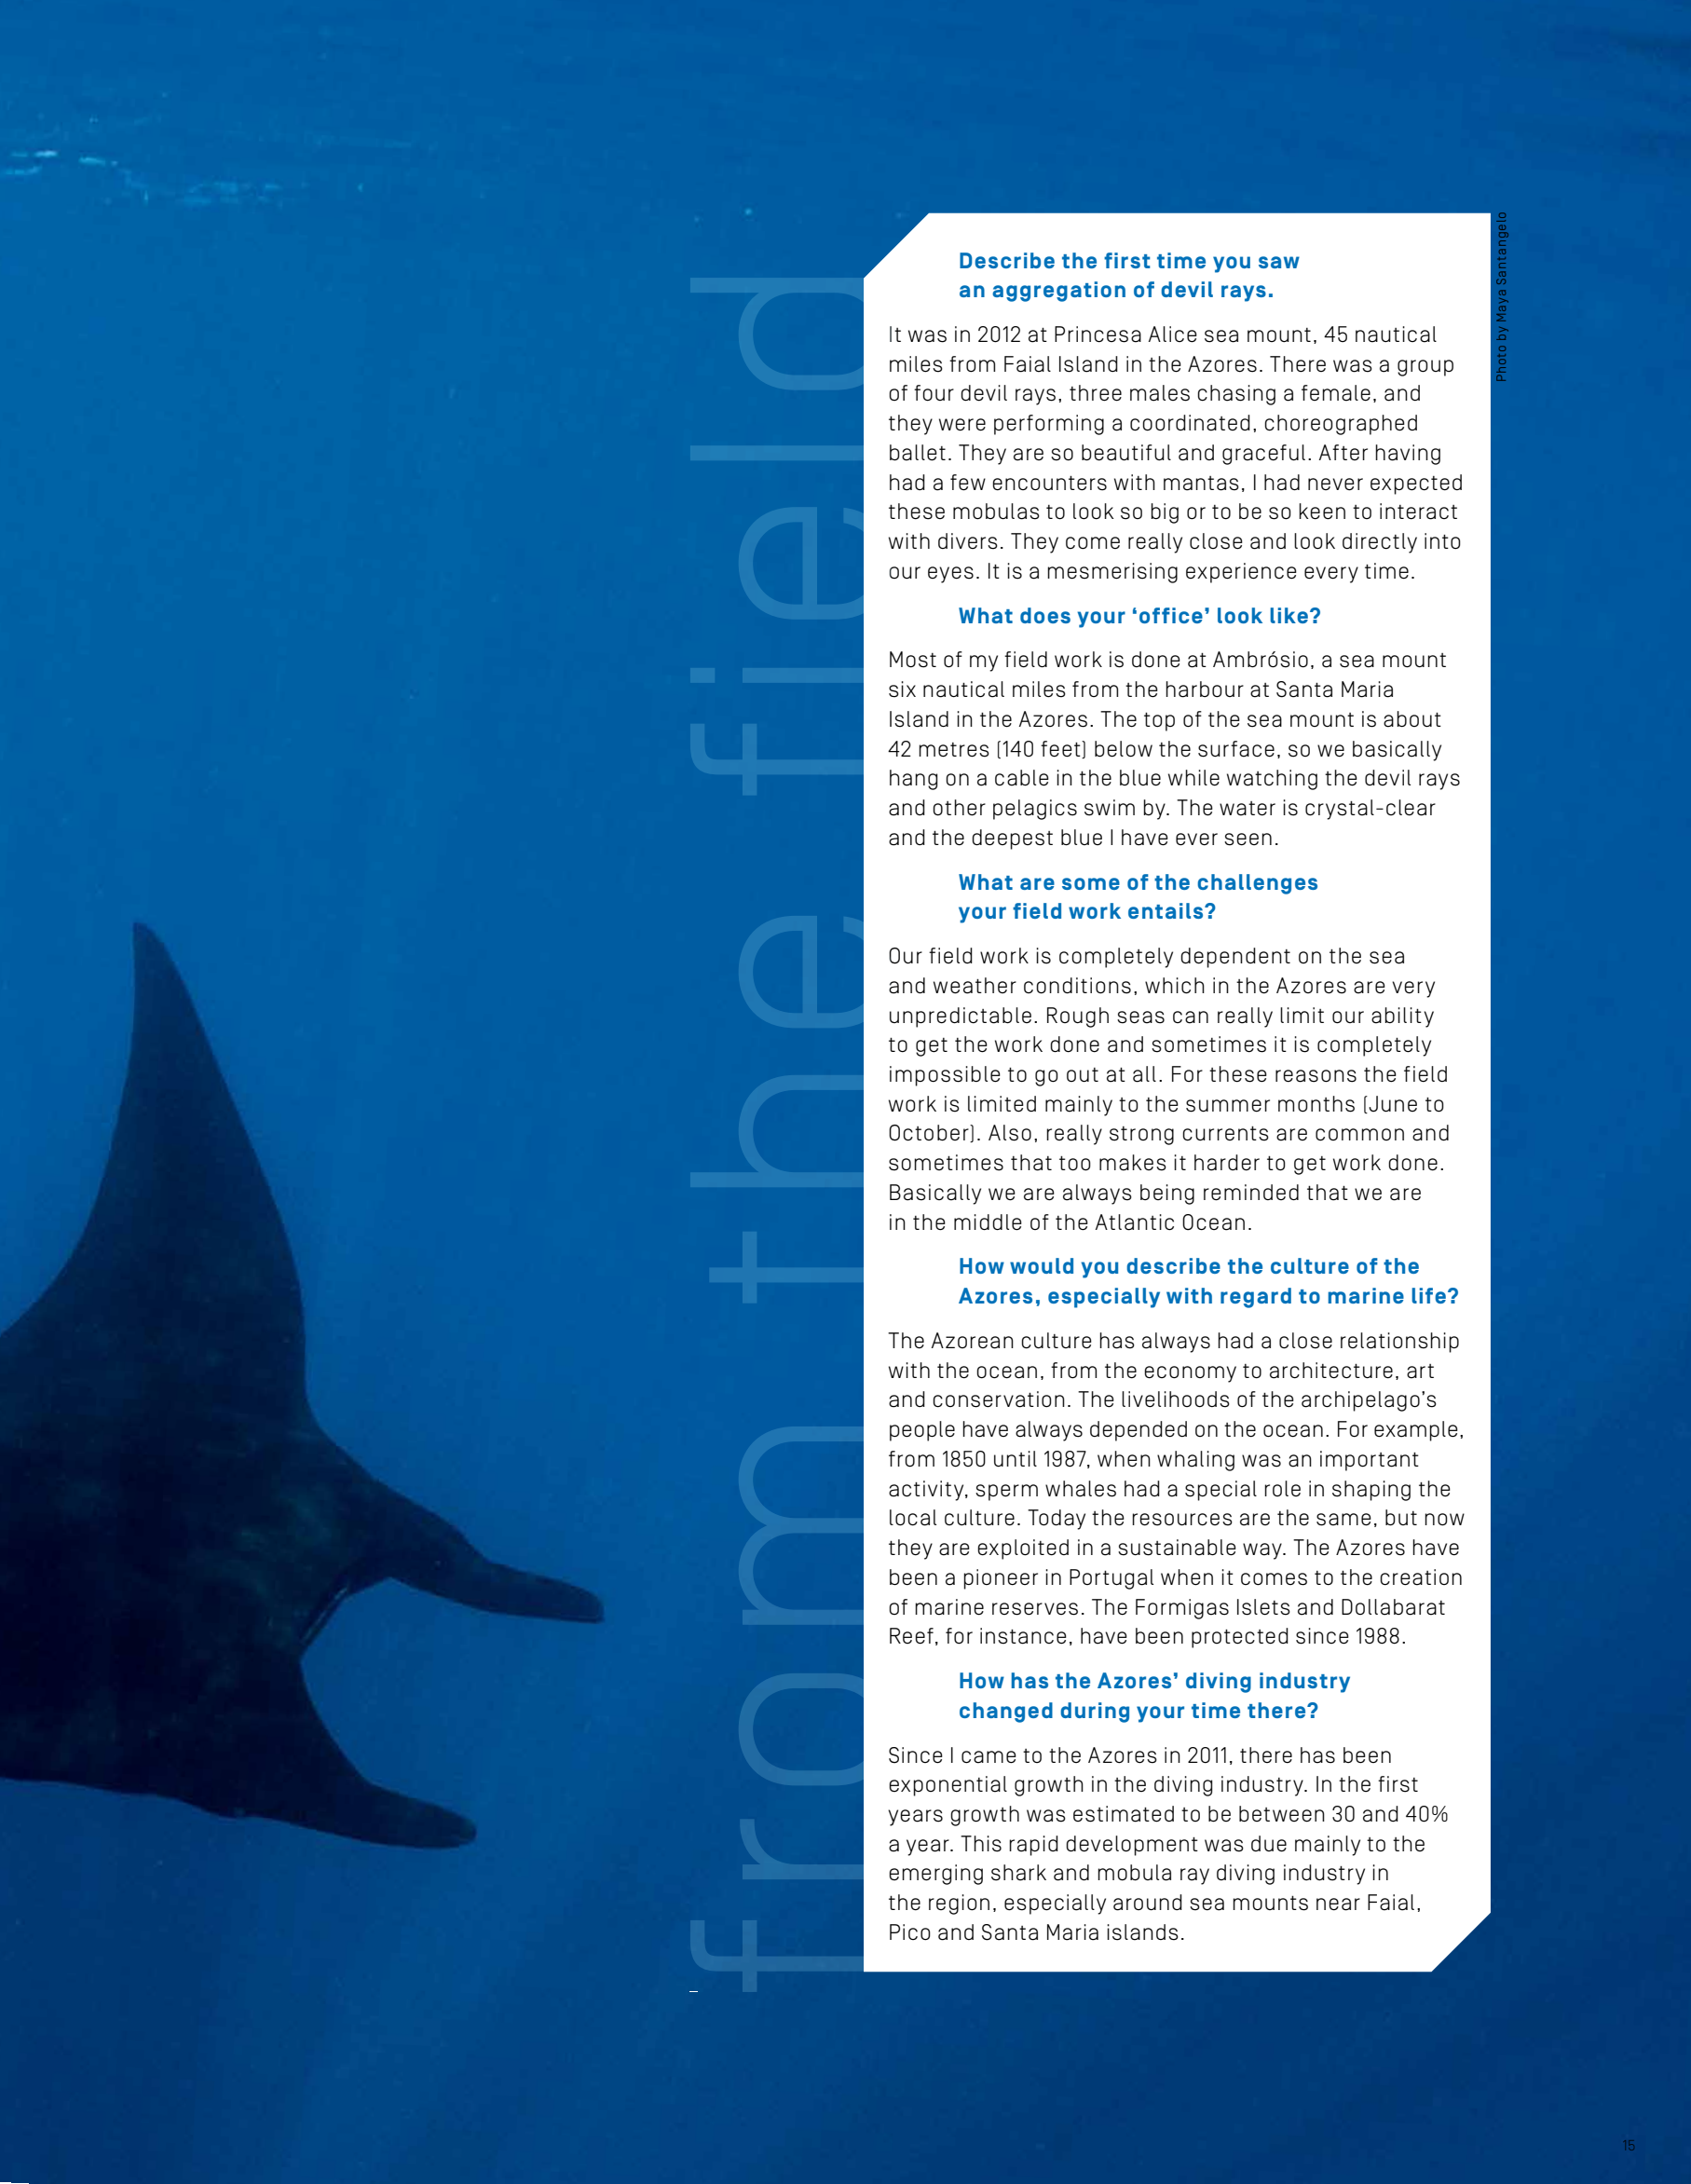 from the field
Describe the first time you saw
an aggregation of devil rays.
It was in 2012 at Princesa Alice sea mount, 45 nautical
miles from Faial Island in the Azores. There was a group
of four devil rays, three males chasing a female, and
they were performing a coordinated, choreographed
ballet. They are so beautiful and graceful. After having
had a few encounters with mantas, I had never expected
these mobulas to look so big or to be so keen to interact
with divers. They come really close and look directly into
our eyes. It is a mesmerising experience every time.
What does your ‘office’ look like?
Most of my field work is done at Ambrósio, a sea mount
six nautical miles from the harbour at Santa Maria
Island in the Azores. The top of the sea mount is about
42 metres (140 feet) below the surface, so we basically
hang on a cable in the blue while watching the devil rays
and other pelagics swim by. The water is crystal-clear
and the deepest blue I have ever seen.
What are some of the challenges
your field work entails?
Our field work is completely dependent on the sea
and weather conditions, which in the Azores are very
unpredictable. Rough seas can really limit our ability
to get the work done and sometimes it is completely
impossible to go out at all. For these reasons the field
work is limited mainly to the summer months (June to
October). Also, really strong currents are common and
sometimes that too makes it harder to get work done.
Basically we are always being reminded that we are
in the middle of the Atlantic Ocean.
How would you describe the culture of the
Azores, especially with regard to marine life?
The Azorean culture has always had a close relationship
with the ocean, from the economy to architecture, art
and conservation. The livelihoods of the archipelago’s
people have always depended on the ocean. For example,
from 1850 until 1987, when whaling was an important
activity, sperm whales had a special role in shaping the
local culture. Today the resources are the same, but now
they are exploited in a sustainable way. The Azores have
been a pioneer in Portugal when it comes to the creation
of marine reserves. The Formigas Islets and Dollabarat
Reef, for instance, have been protected since 1988.
How has the Azores’ diving industry
changed during your time there?
Since I came to the Azores in 2011, there has been
exponential growth in the diving industry. In the first
years growth was estimated to be between 30 and 40%
a year. This rapid development was due mainly to the
emerging shark and mobula ray diving industry in
the region, especially around sea mounts near Faial,
Pico and Santa Maria islands.
Photo by Maya Santangelo
15